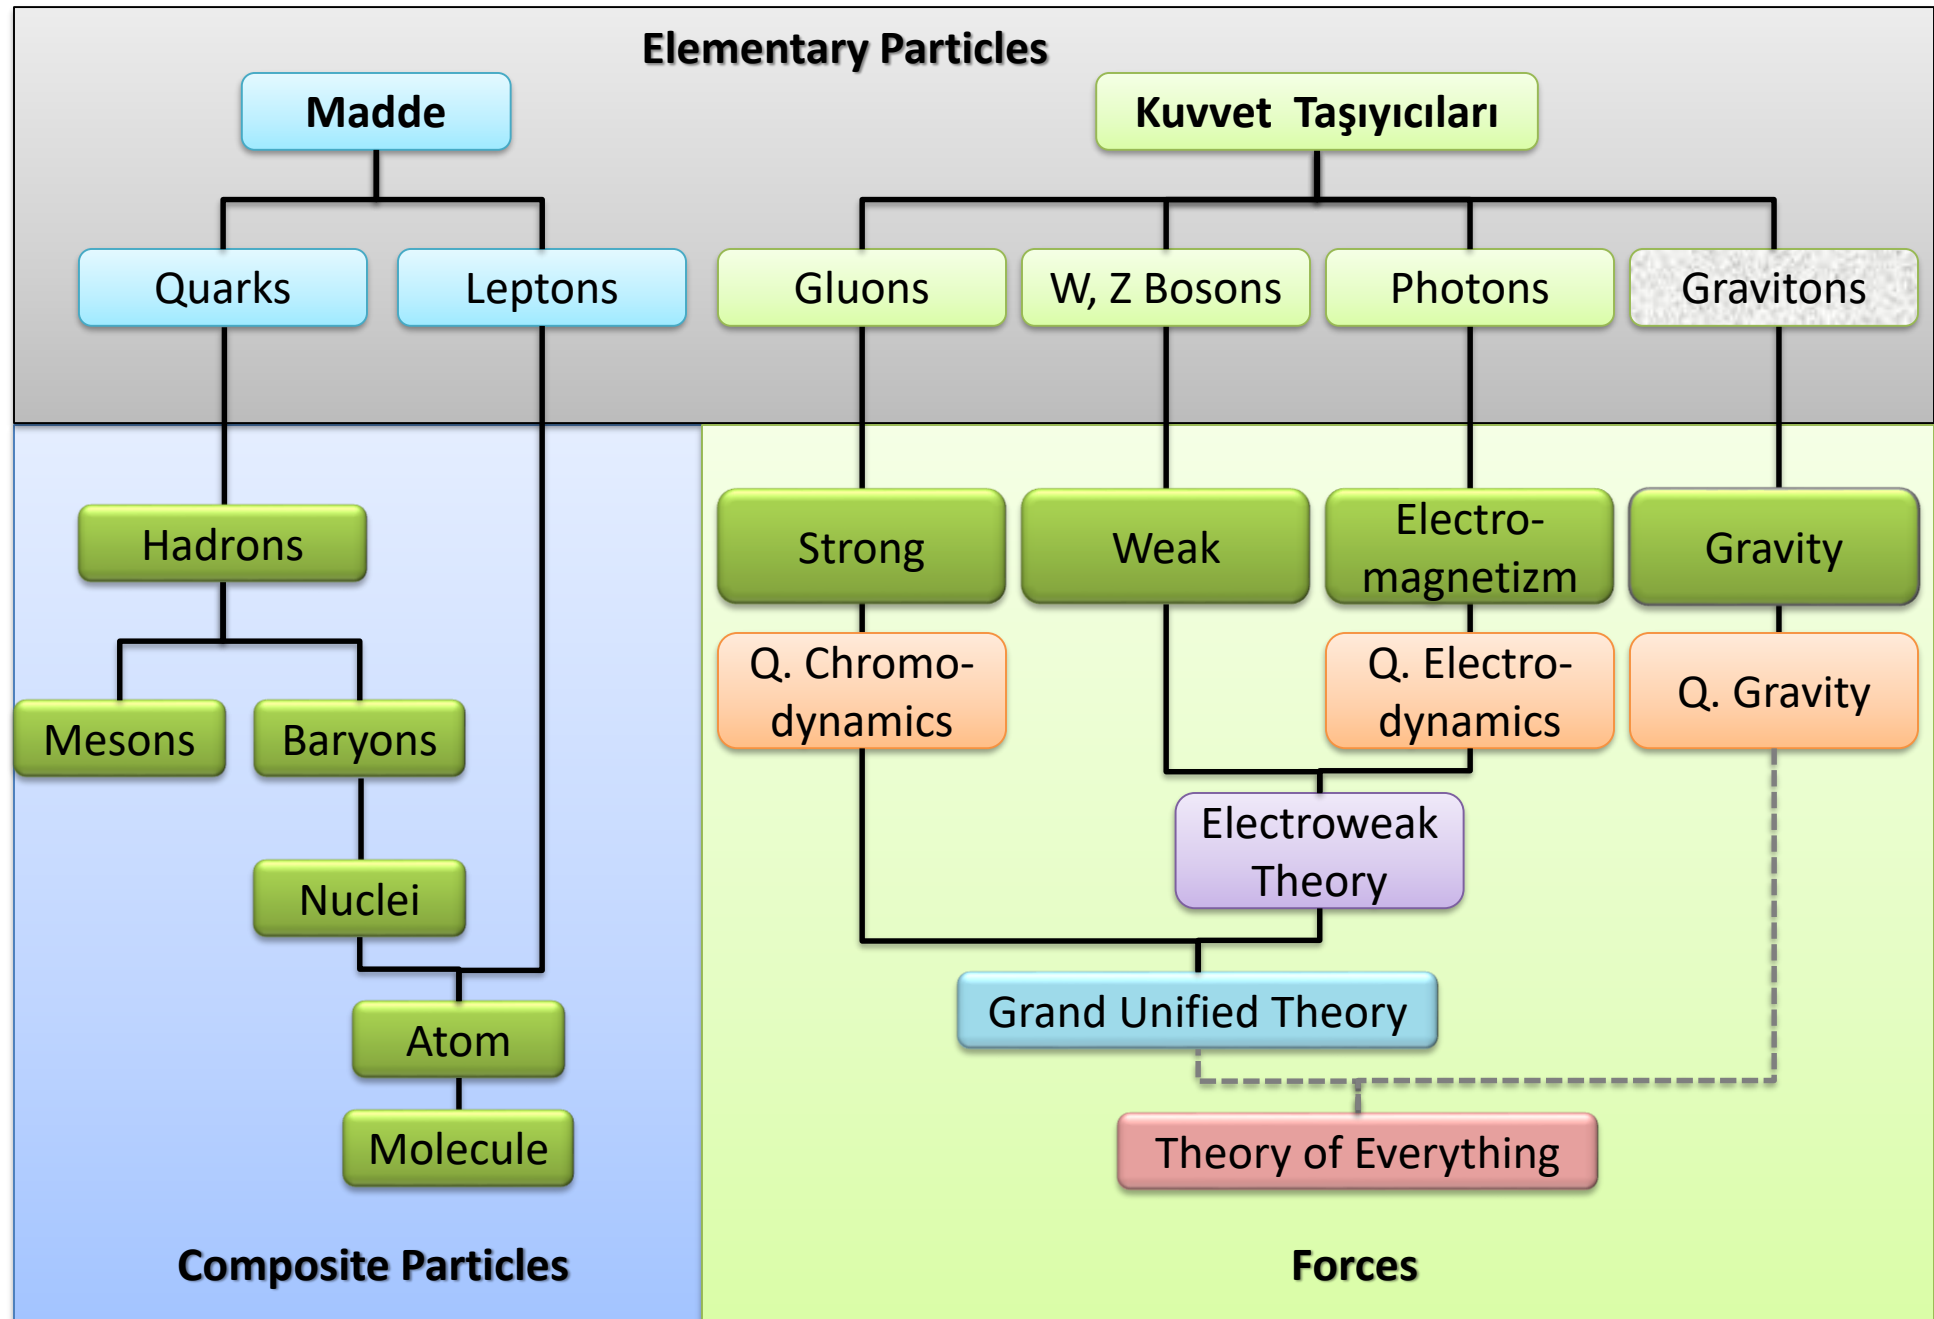 Elementary Particles
Madde
Kuvvet Taşıyıcıları
Quarks
Leptons
Gluons
W, Z Bosons
Photons
Gravitons
Hadrons
Strong
Weak
Electro-
magnetizm
Gravity
Mesons
Baryons
Q. Chromo-
dynamics
Q. Electro-
dynamics
Q. Gravity
Electroweak
Theory
Nuclei
Grand Unified Theory
Atom
Molecule
Theory of Everything
Composite Particles
Forces